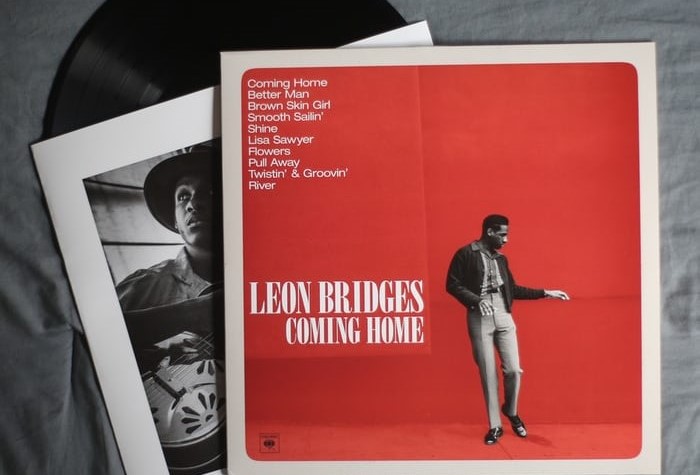 Coming Home
Better Man
Brown Skin Girl
Smooth Sailin'
Shine
Lisa Sawyer
Flowers
Pull Away
Twistin' & Groovin'
River
LEON BRIDGES
COMING HOME